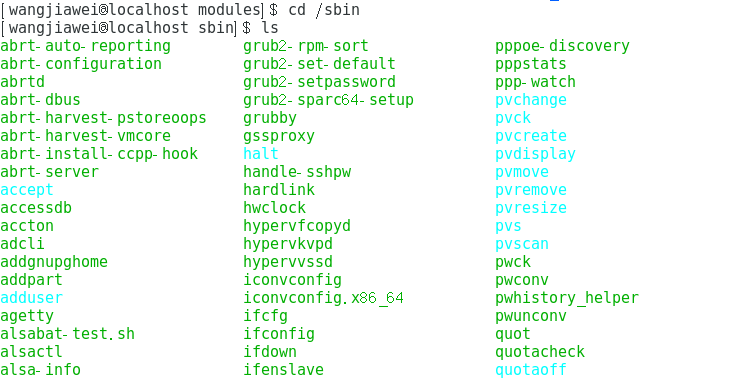 [wangjiawei@localhost modules]$ cd /sbin
[wangjiawei@localhost sbin]$ ls
abrt-auto-reporting grub2-rpm-sort pppoe-discovery
abrt-configuration grub2-set-default pppstats
abrtd grub2-setpassword ppp-watch
abrt-dbus grub2-sparc64-setup pvchange
abrt-harvest-pstoreoops grubby pvck
abrt-harvest-vmcore gssproxy pvcreate
abrt-install-ccpp-hook halt pvdisplay
abrt-server handle-sshpw pvmove
accept hardlink pvremove
accessdb hwclock pvresize
accton hypervfcopyd pvs
adcli hypervkvpd pvscan
addgnupghome hypervvssd pwck
addpart iconvconfig pwconv
adduser iconvconfig.x86_64 pwhistory_helper
agetty ifcfg pwunconv
alsabat-test.sh ifconfig quot
alsactl ifdown quotacheck
alsa-info ifenslave quotaoff